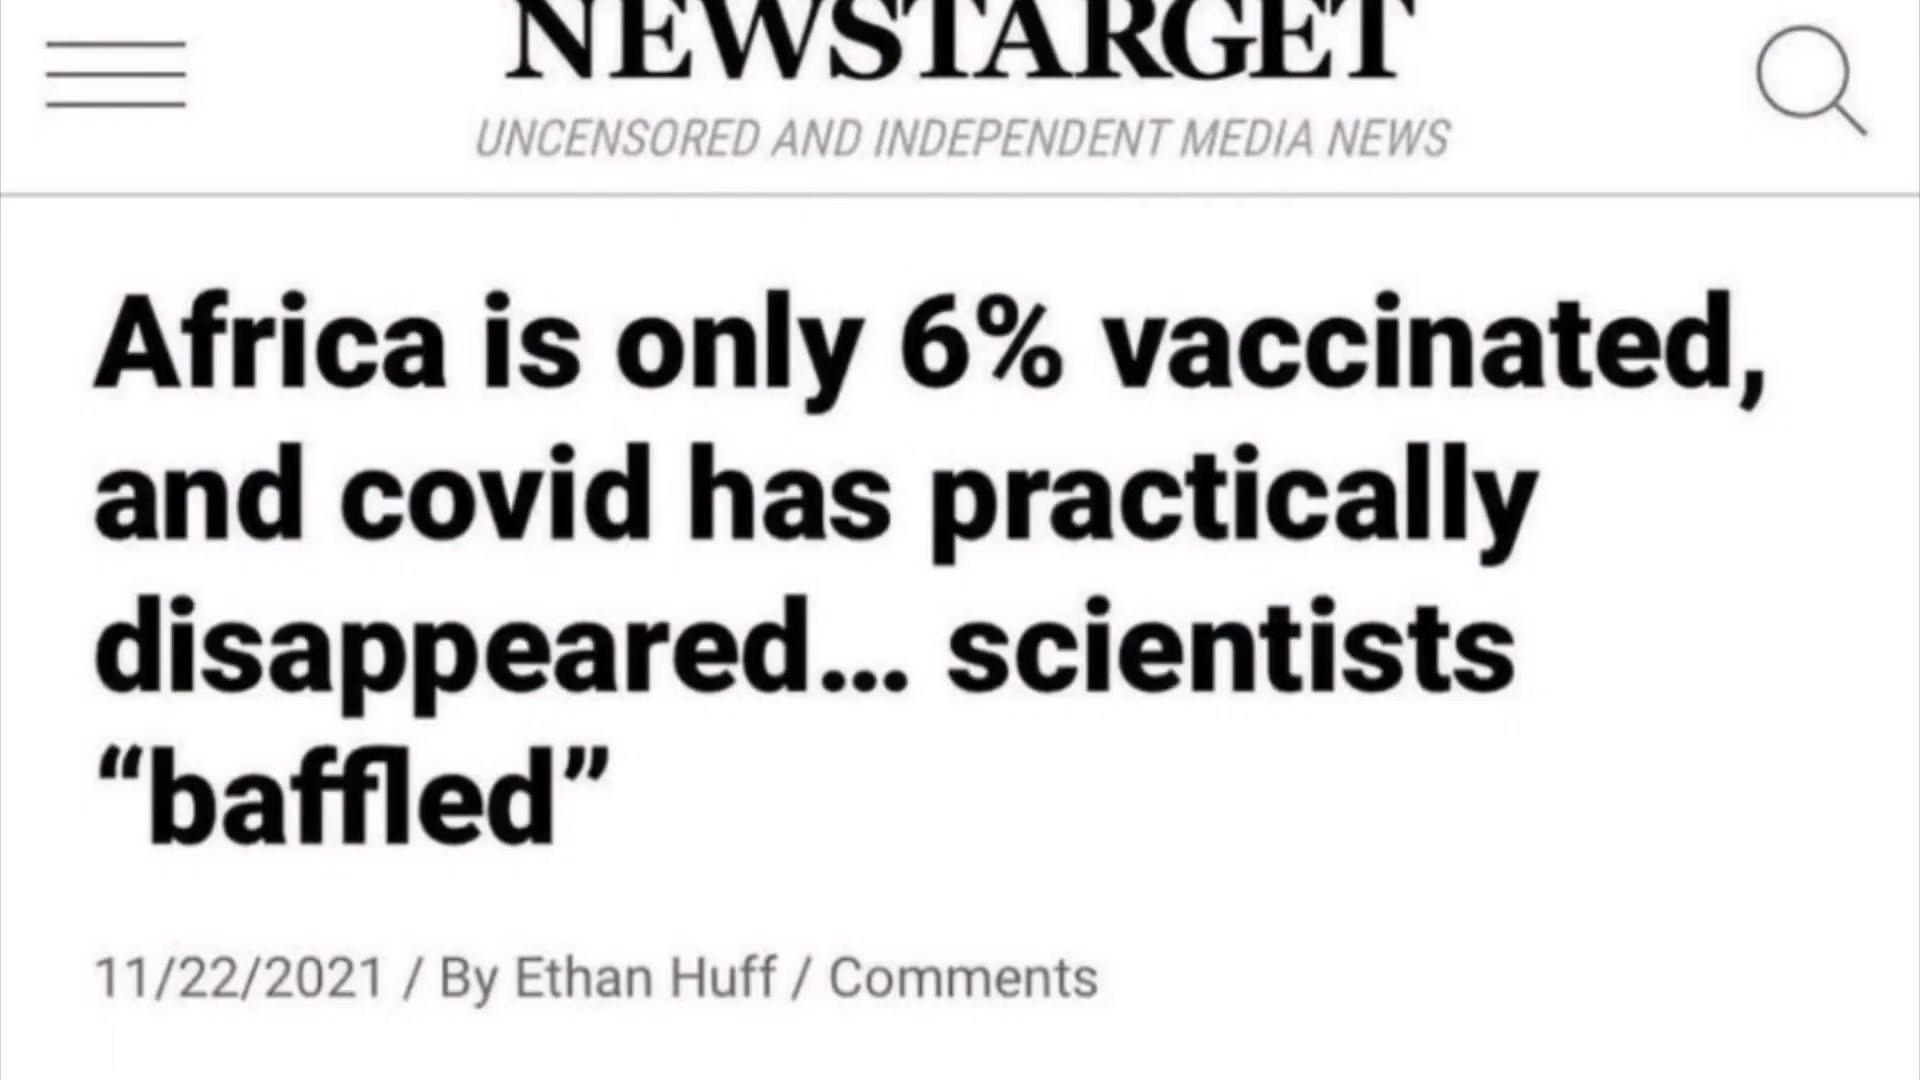 NEWSTARGET
UNCENSORED AND INDEPENDENT MEDIA NEWS
Africa is only 6% vaccinated,
and covid has practically
disappeared... scientists
“baffled”
11/22/2021 / By Ethan Huff / Comments